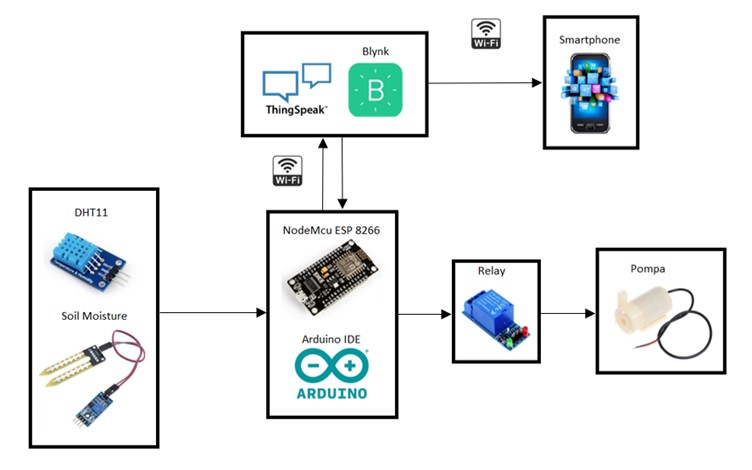 Wi-Fi
Blynk
Smartphone
ThingSpeak™
B
Wi-Fi
DHT11
NodeMcu ESP 8266
Relay
Pompa
Soil Moisture
Arduino IDE
ARDUINO